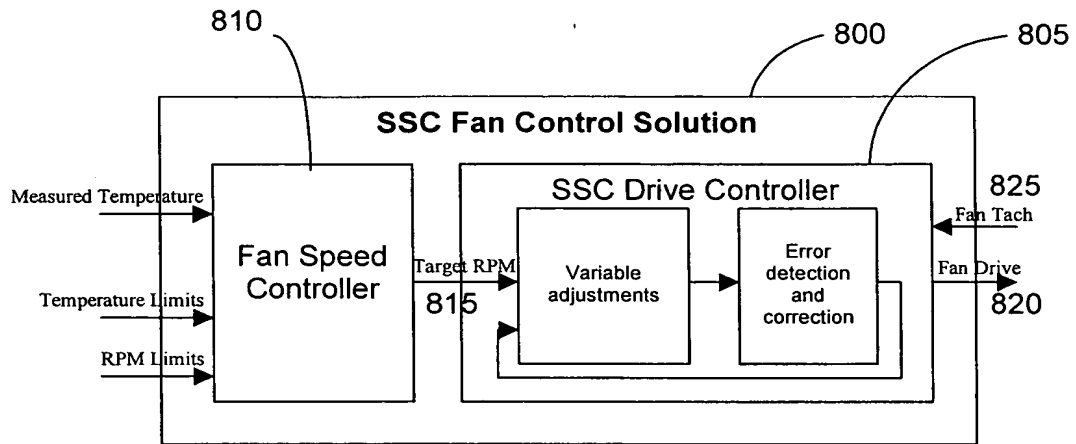 810
800
805
SSC Fan Control Solution
SSC Drive Controller
825
Measured Temperature
Fan Tach
Fan Speed
Controller
Target RPM
815
Variable
adjustments
Error
detection
and
correction
Fan Drive
820
Temperature Limits
RPM Limits